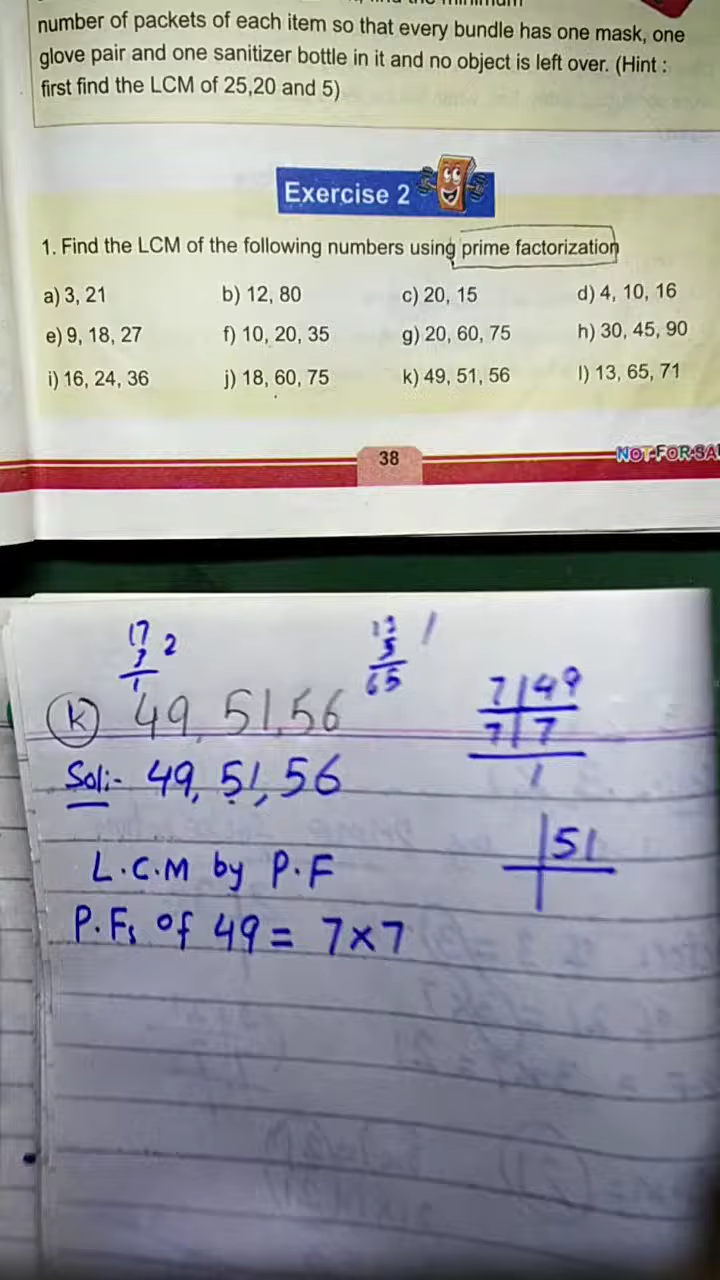 number of packets of each item so that every bundle has one mask, one
glove pair and one sanitizer bottle in it and no object is left over. (Hint :
first find the LCM of 25,20 and 5)
Exercise 2
1. Find the LCM of the following numbers using prime factorization
a) 3, 21 b) 12, 80 c) 20, 15 d) 4, 10, 16
e) 9, 18, 27 f) 10, 20, 35 g) 20, 60, 75 h) 30, 45, 90
i) 16, 24, 36 j) 18, 60, 75 k) 49, 51, 56 l) 13, 65, 71
38
NOT-FOR-SA
17 2
13
5
65
7 49
7 7
1
(K) 49, 51, 56
Sol:- 49, 51, 56
51
L.C.M by P.F
P.Fs of 49 = 7×7